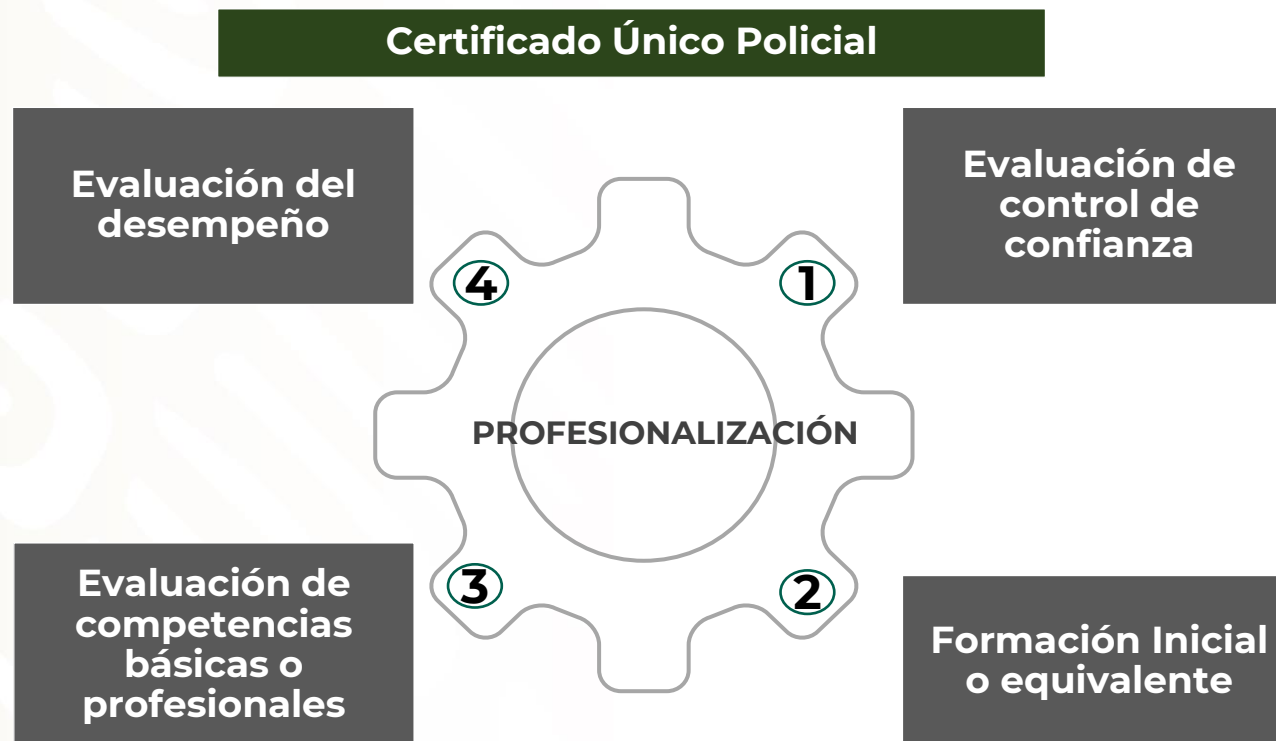 Certificado Único Policial
Evaluación del
desempeño
Evaluación de
control de
confianza
4
1
PROFESIONALIZACIÓN
3
2
Evaluación de
competencias
básicas o
profesionales
Formación Inicial
o equivalente